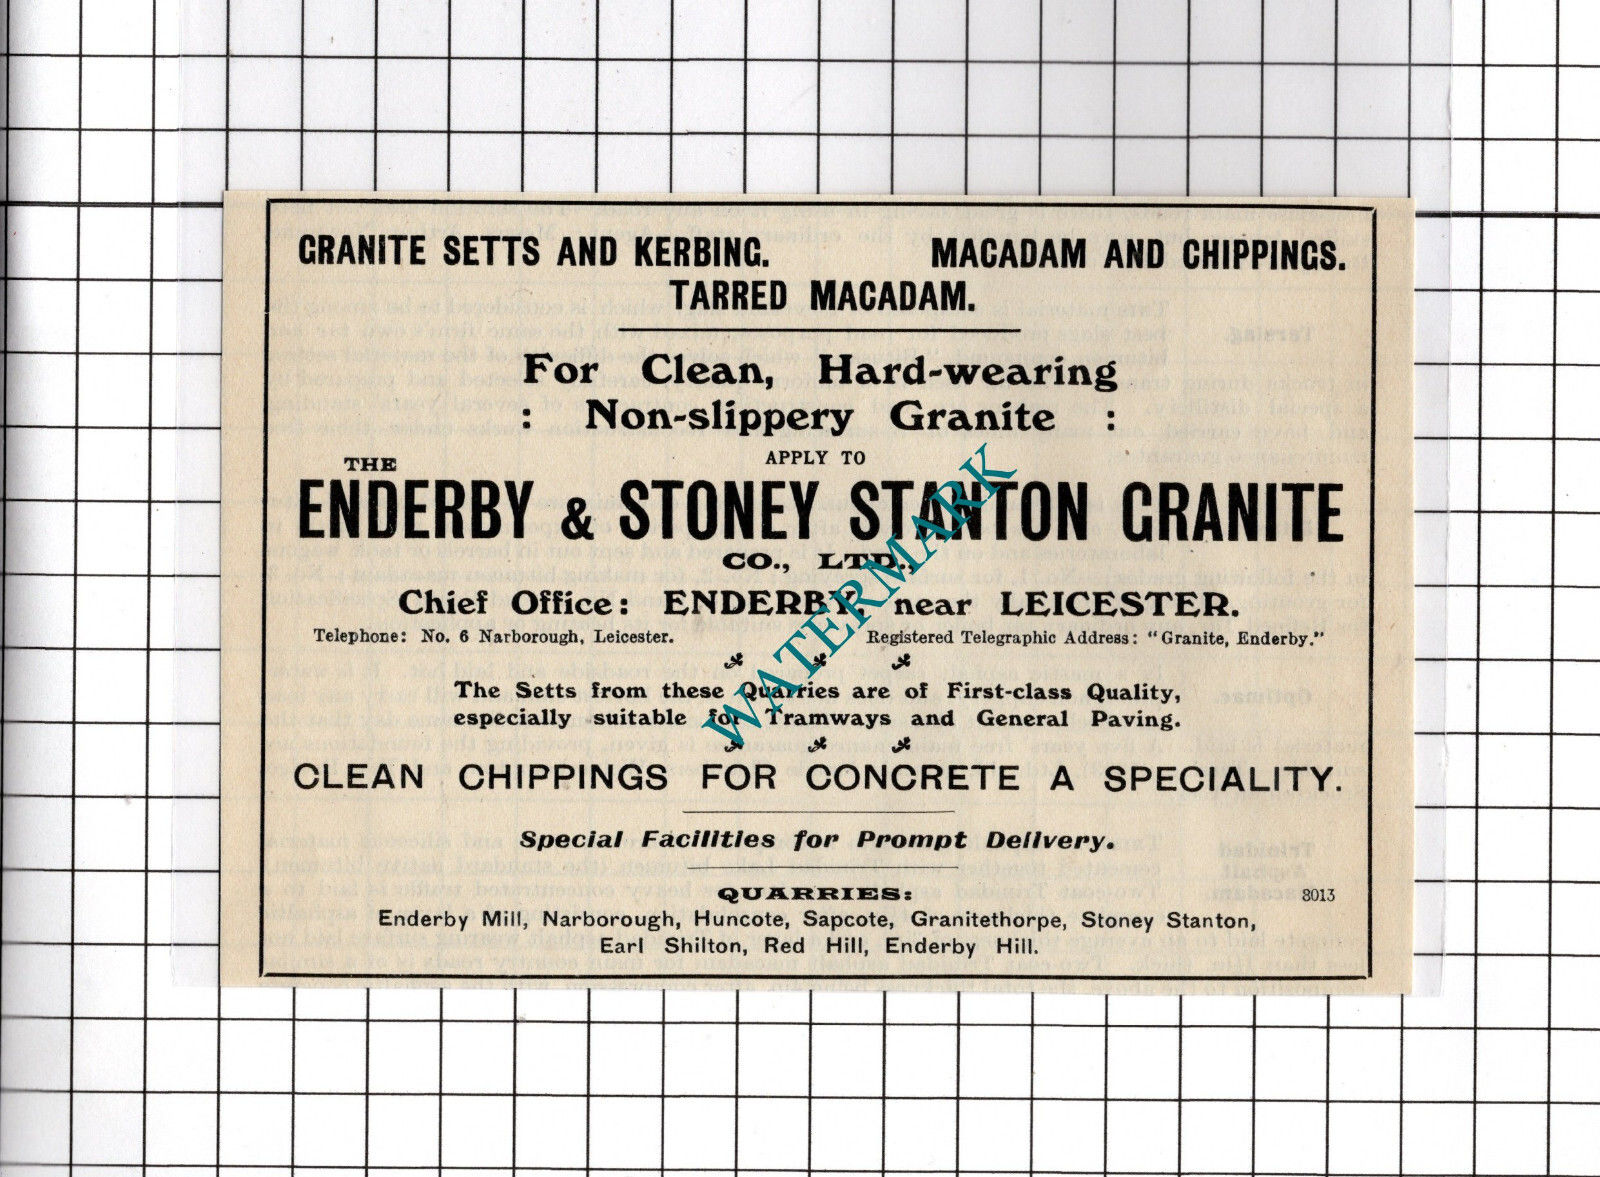 GRANITE SETTS AND KERBING. MACADAM AND CHIPPINGS.
TARRED MACADAM.
For Clean, Hard-wearing
: Non-slippery Granite :
APPLY TO
THE
ENDERBY & STONEY STANTON GRANITE
CO., LTD.,
Chief Office: ENDERBY, near LEICESTER.
Telephone: No. 6 Narborough, Leicester. Registered Telegraphic Address: "Granite, Enderby."
The Setts from these Quarries are of First-class Quality,
especially suitable for Tramways and General Paving.
CLEAN CHIPPINGS FOR CONCRETE A SPECIALITY.
Special Facilities for Prompt Delivery.
QUARRIES:
8013
Enderby Mill, Narborough, Huncote, Sapcote, Granitethorpe, Stoney Stanton,
Earl Shilton, Red Hill, Enderby Hill.
WATERMARK